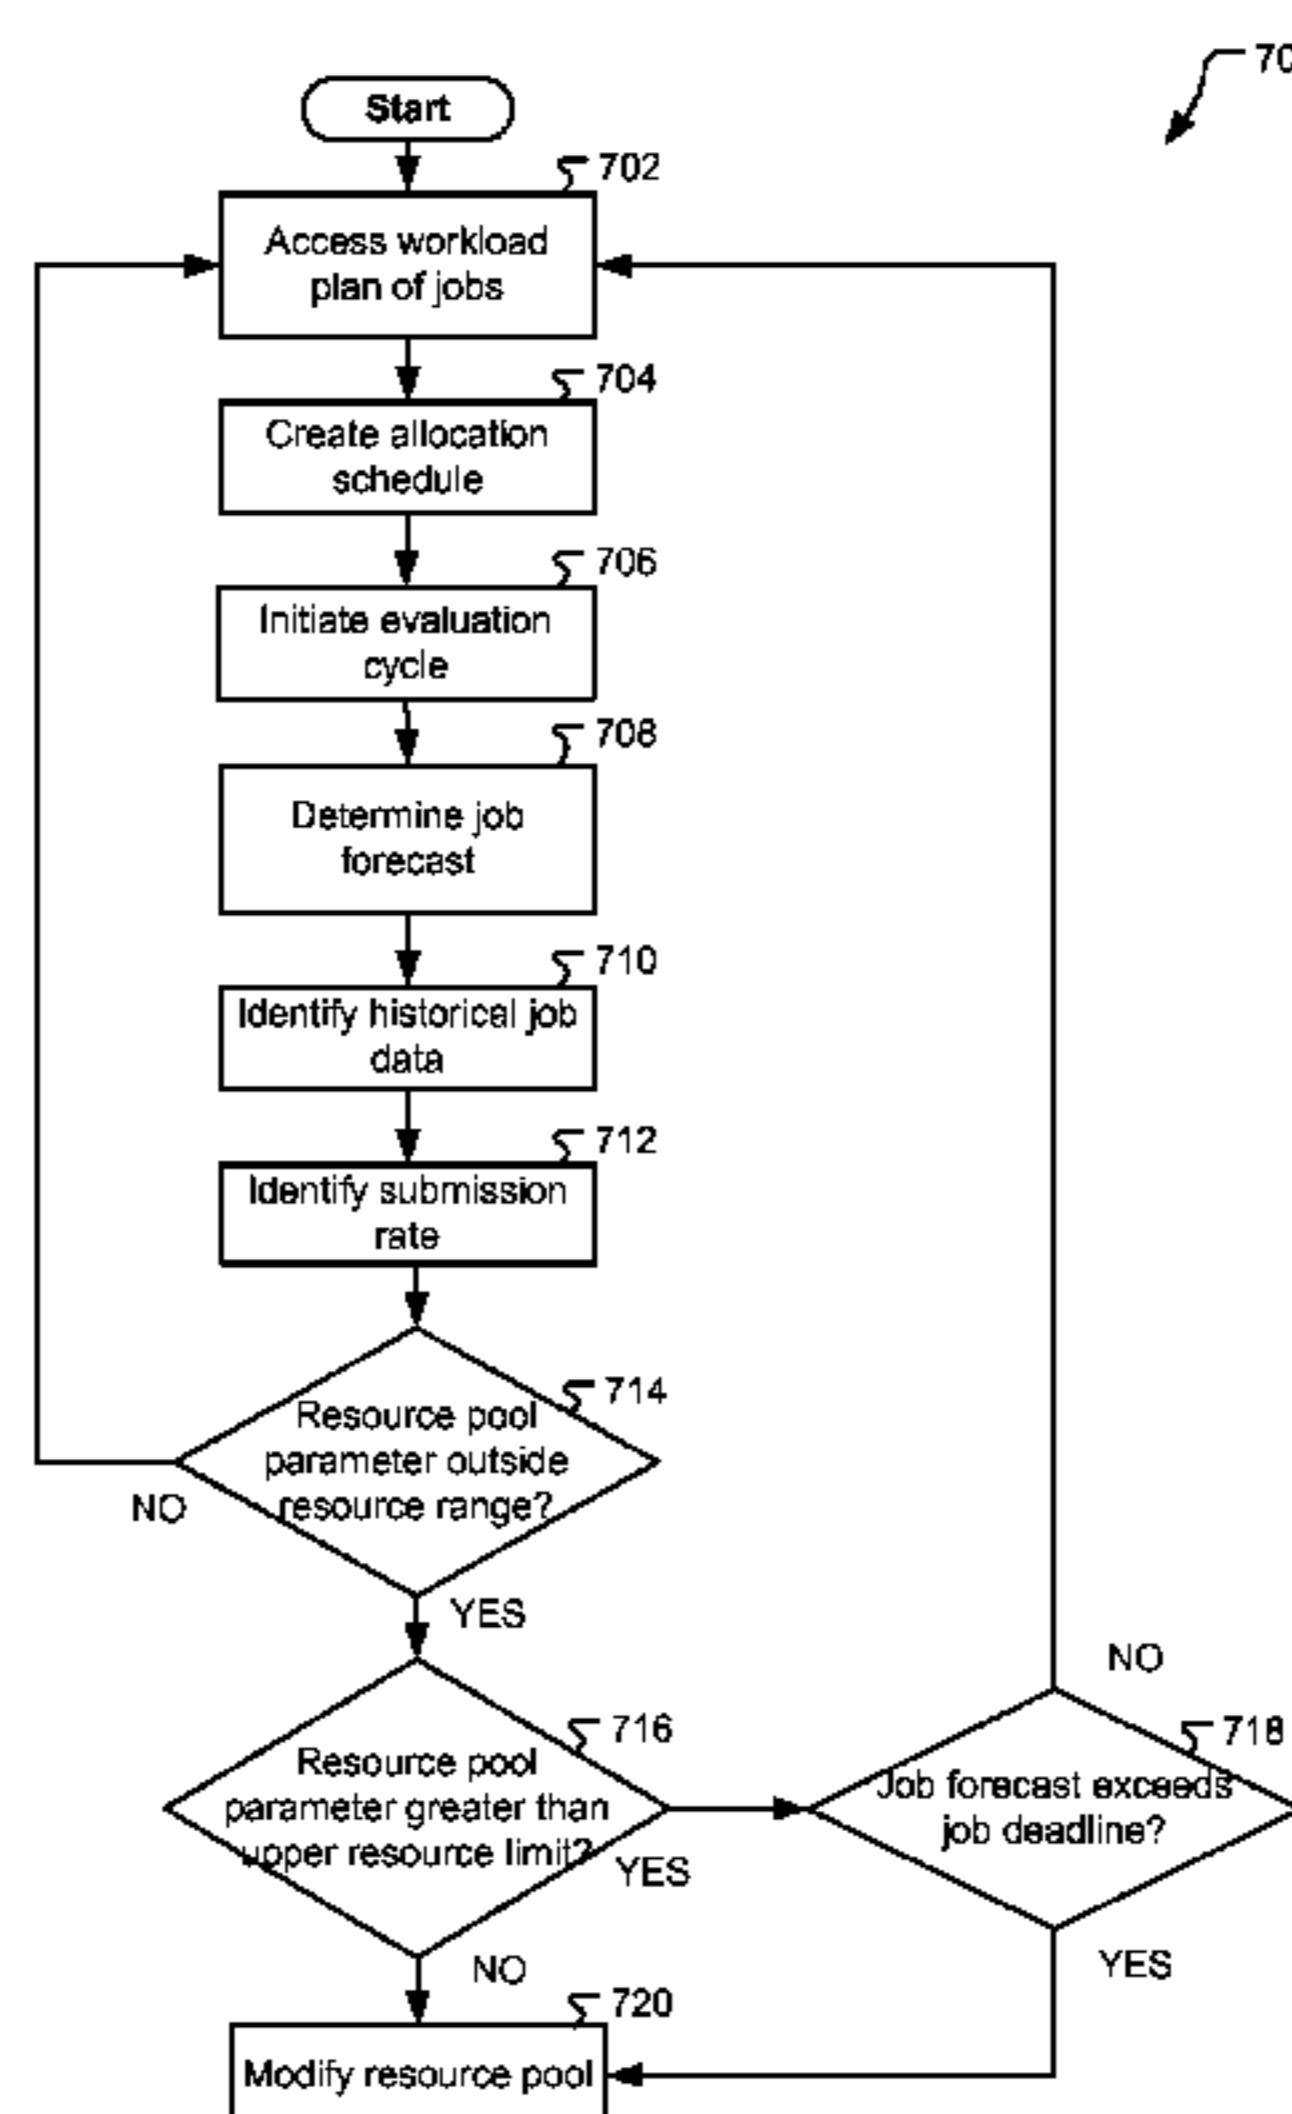 70
Start
702
Access workload
plan of jobs
704
Create allocation
schedule
706
Initiate evaluation
cycle
708
Determine job
forecast
710
Identify historical job
data
712
Identify submission
rate
714
Resource pool
parameter outside
resource range?
NO
YES
716
Resource pool
parameter greater than
upper resource limit?
YES
NO
718
Job forecast exceeds
job deadline?
NO
YES
720
Modify resource pool